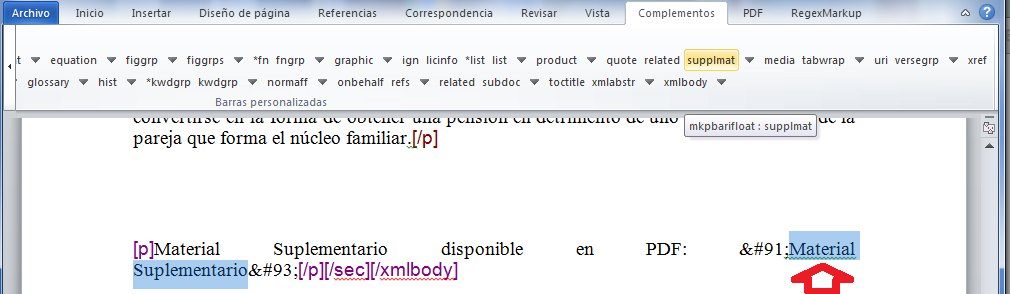 Archivo Inicio Insertar Diseño de página Referencias Correspondencia Revisar Vista Complementos PDF RegexMarkup
t equation figgrp figgrps *fn fngrp graphic ign licinfo *list list product quote related supplmat media tabwrap uri versegrp xref
glossary hist *kwdgrp kwdgrp normaff onbehalf refs related subdoc toctitle xmlabstr xmlbody
Barras personalizadas
convertirse en la forma de obtener una pensión en detrimento de uno de la
mkpbarifloat : supplmat
pareja que forma el núcleo familiar.[/p]
[p]Material Suplementario disponible en PDF: &#91;Material
Suplementario&#93;[/p][/sec][/xmlbody]